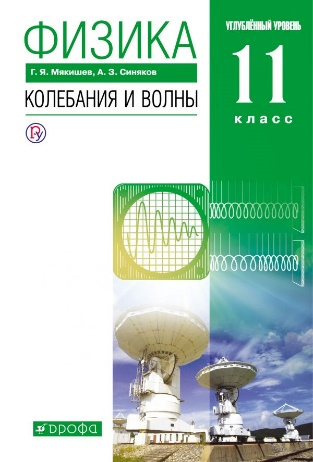 УГЛУБЛЁННЫЙ УРОВЕНЬ
ФИЗИКА
Г. Я. Мякишев, А. З. Синяков
КОЛЕБАНИЯ И ВОЛНЫ
11
класс
дрофа